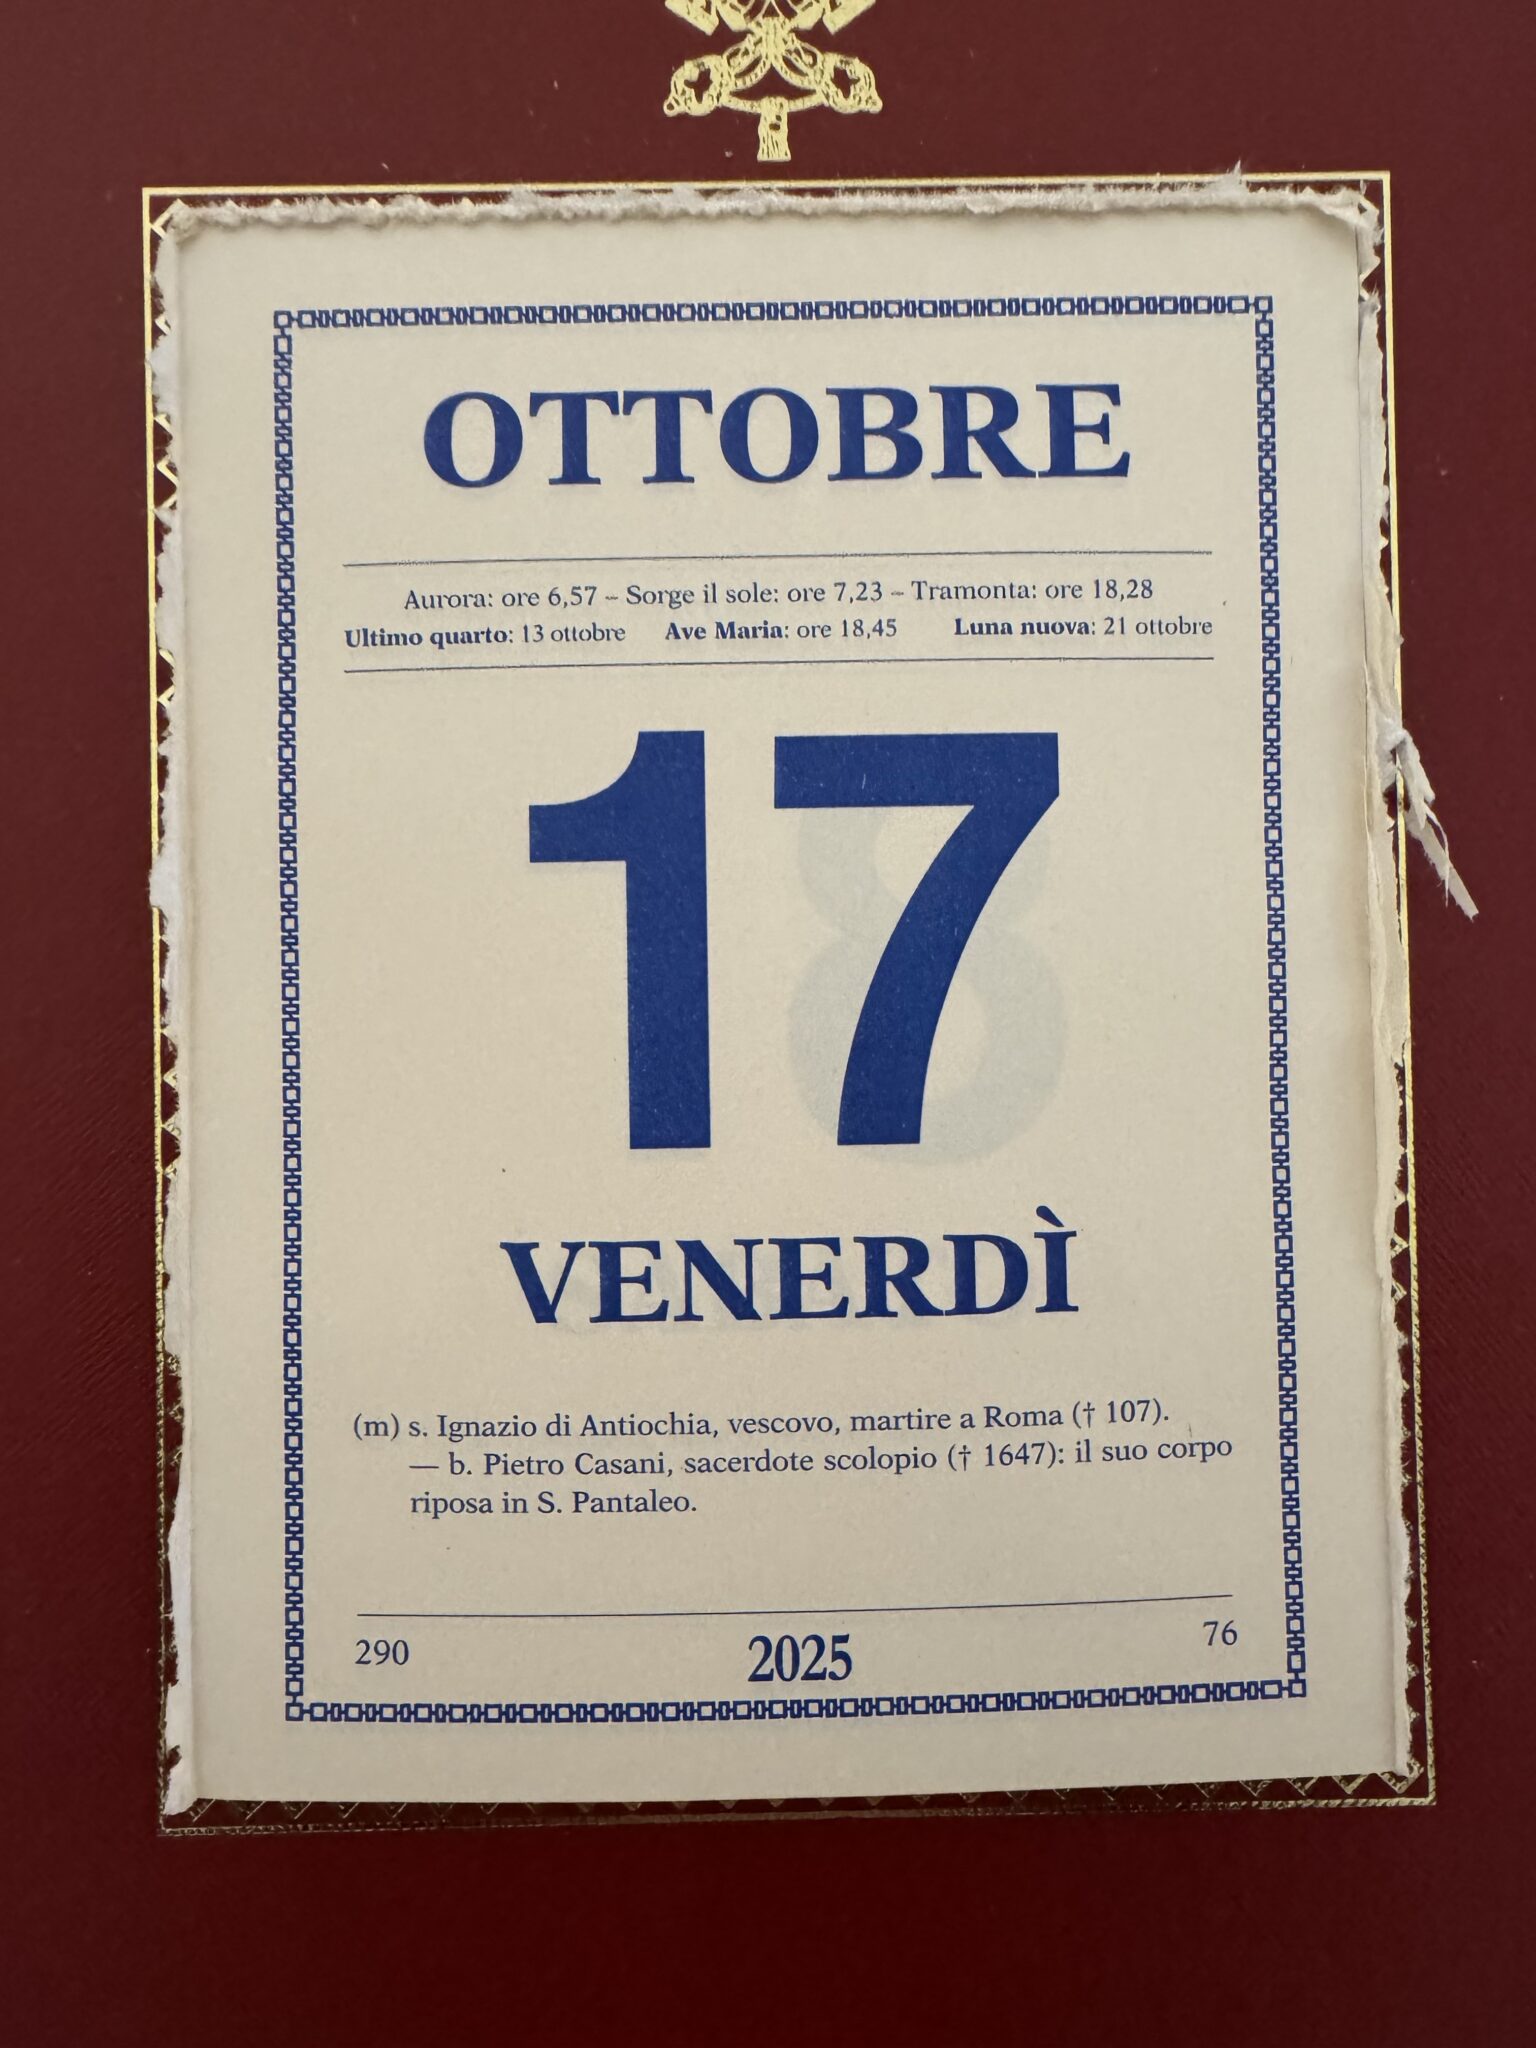 OTTOBRE
Aurora: ore 6,57 – Sorge il sole: ore 7,23 – Tramonta: ore 18,28
Ultimo quarto: 13 ottobre Ave Maria: ore 18,45 Luna nuova: 21 ottobre
17
VENERDÌ
(m) s. Ignazio di Antiochia, vescovo, martire a Roma († 107).
— b. Pietro Casani, sacerdote scolopio († 1647): il suo corpo
riposa in S. Pantaleo.
290 2025 76